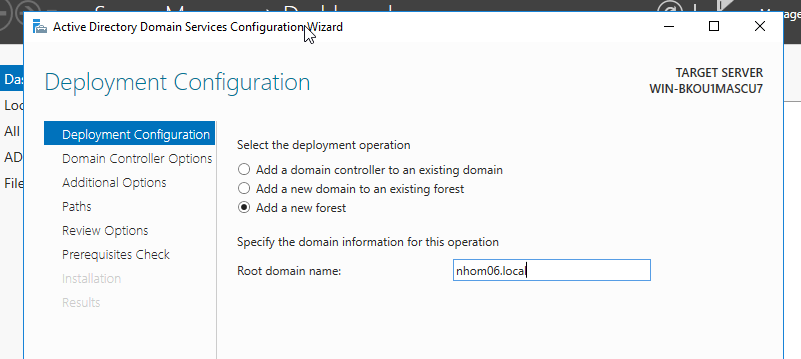 Active Directory Domain Services Configuration Wizard
Manage
Deployment Configuration
TARGET SERVER
WIN-BKOU1MASCU7
Das
Loc
All
AD
File
Deployment Configuration
Domain Controller Options
Additional Options
Paths
Review Options
Prerequisites Check
Installation
Results
Select the deployment operation
Add a domain controller to an existing domain
Add a new domain to an existing forest
Add a new forest
Specify the domain information for this operation
Root domain name:
nhom06.local